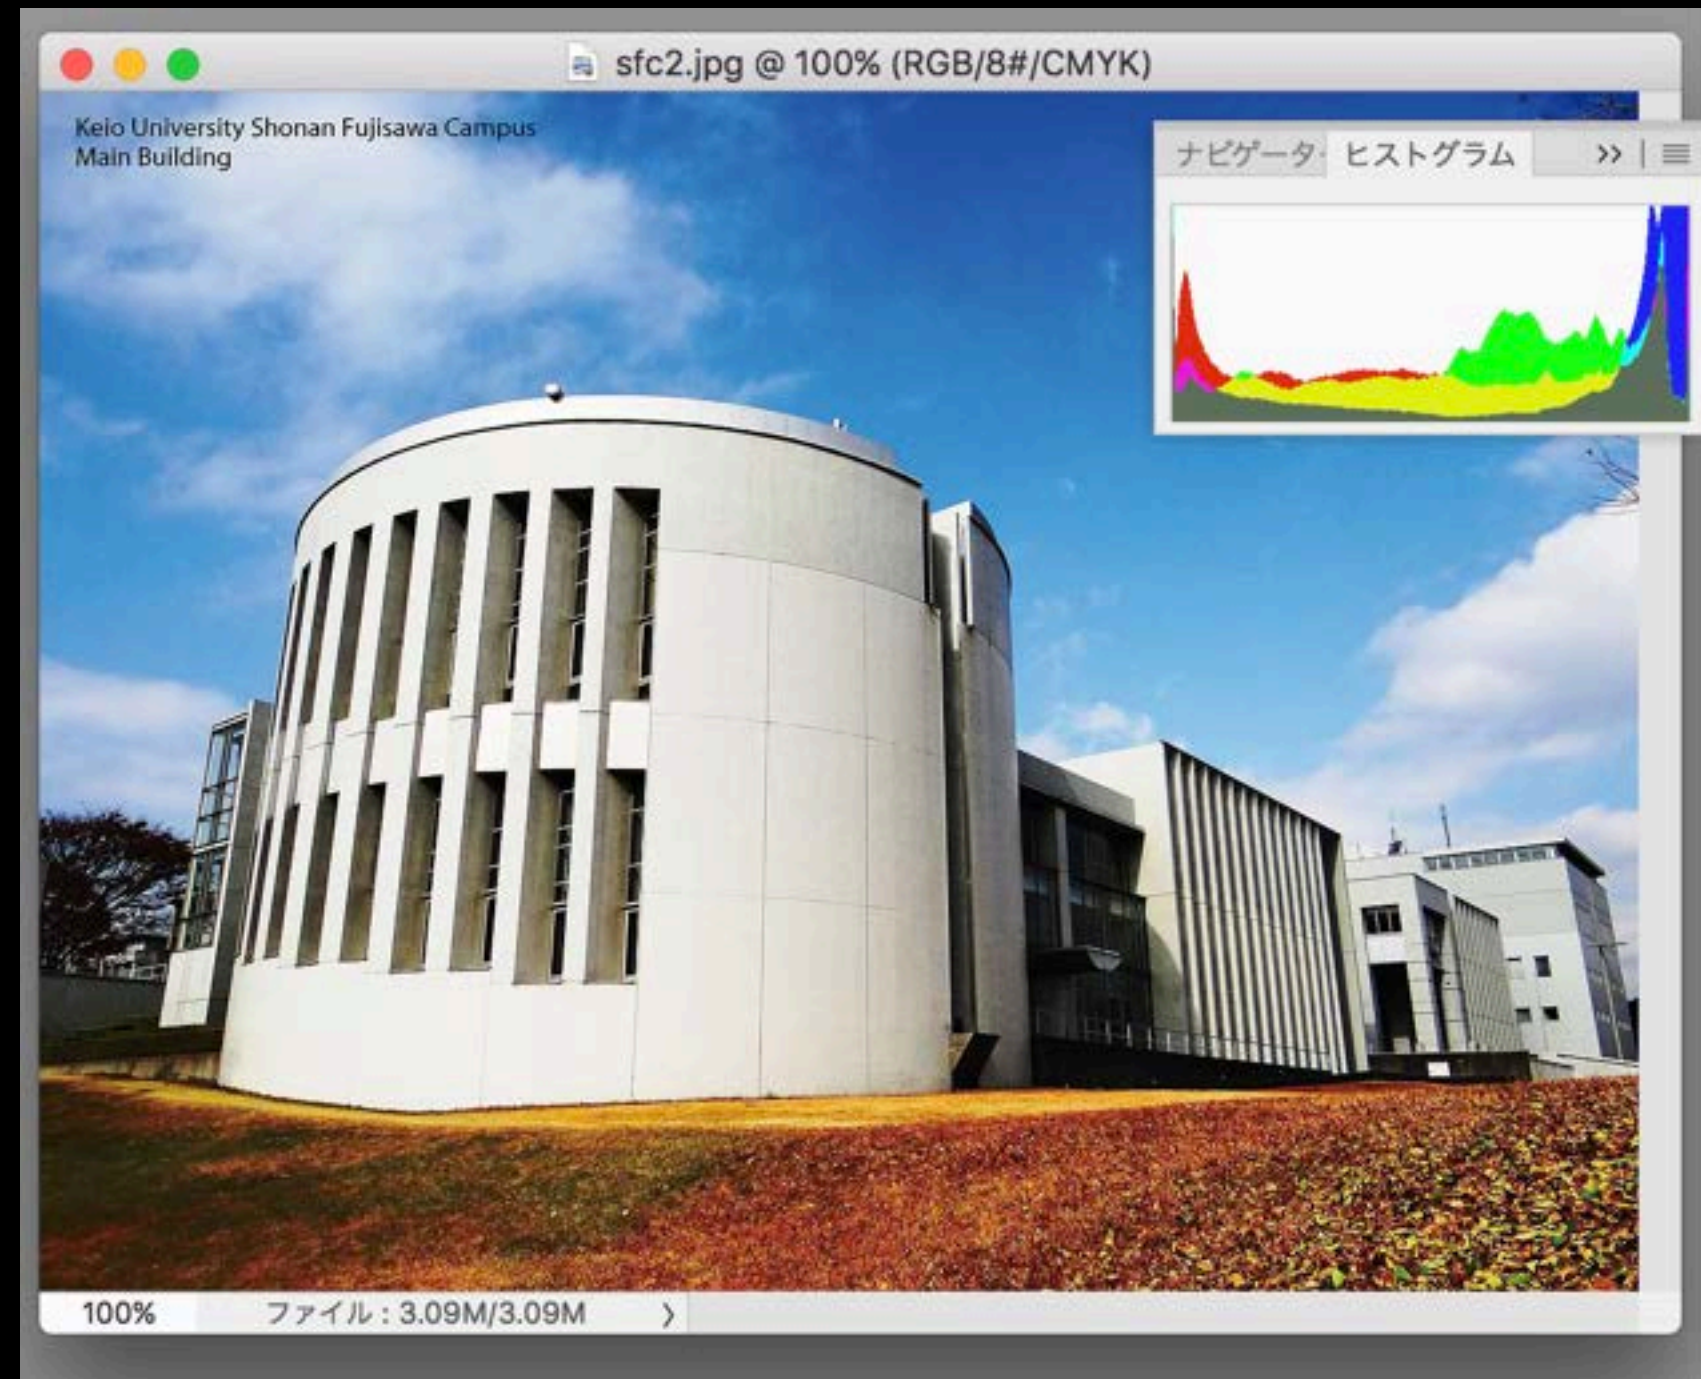 sfc2.jpg @ 100% (RGB/8#/CMYK)
Keio University Shonan Fujisawa Campus
Main Building
ナビゲータ ヒストグラム >> | ≡
100% ファイル : 3.09M/3.09M 〉